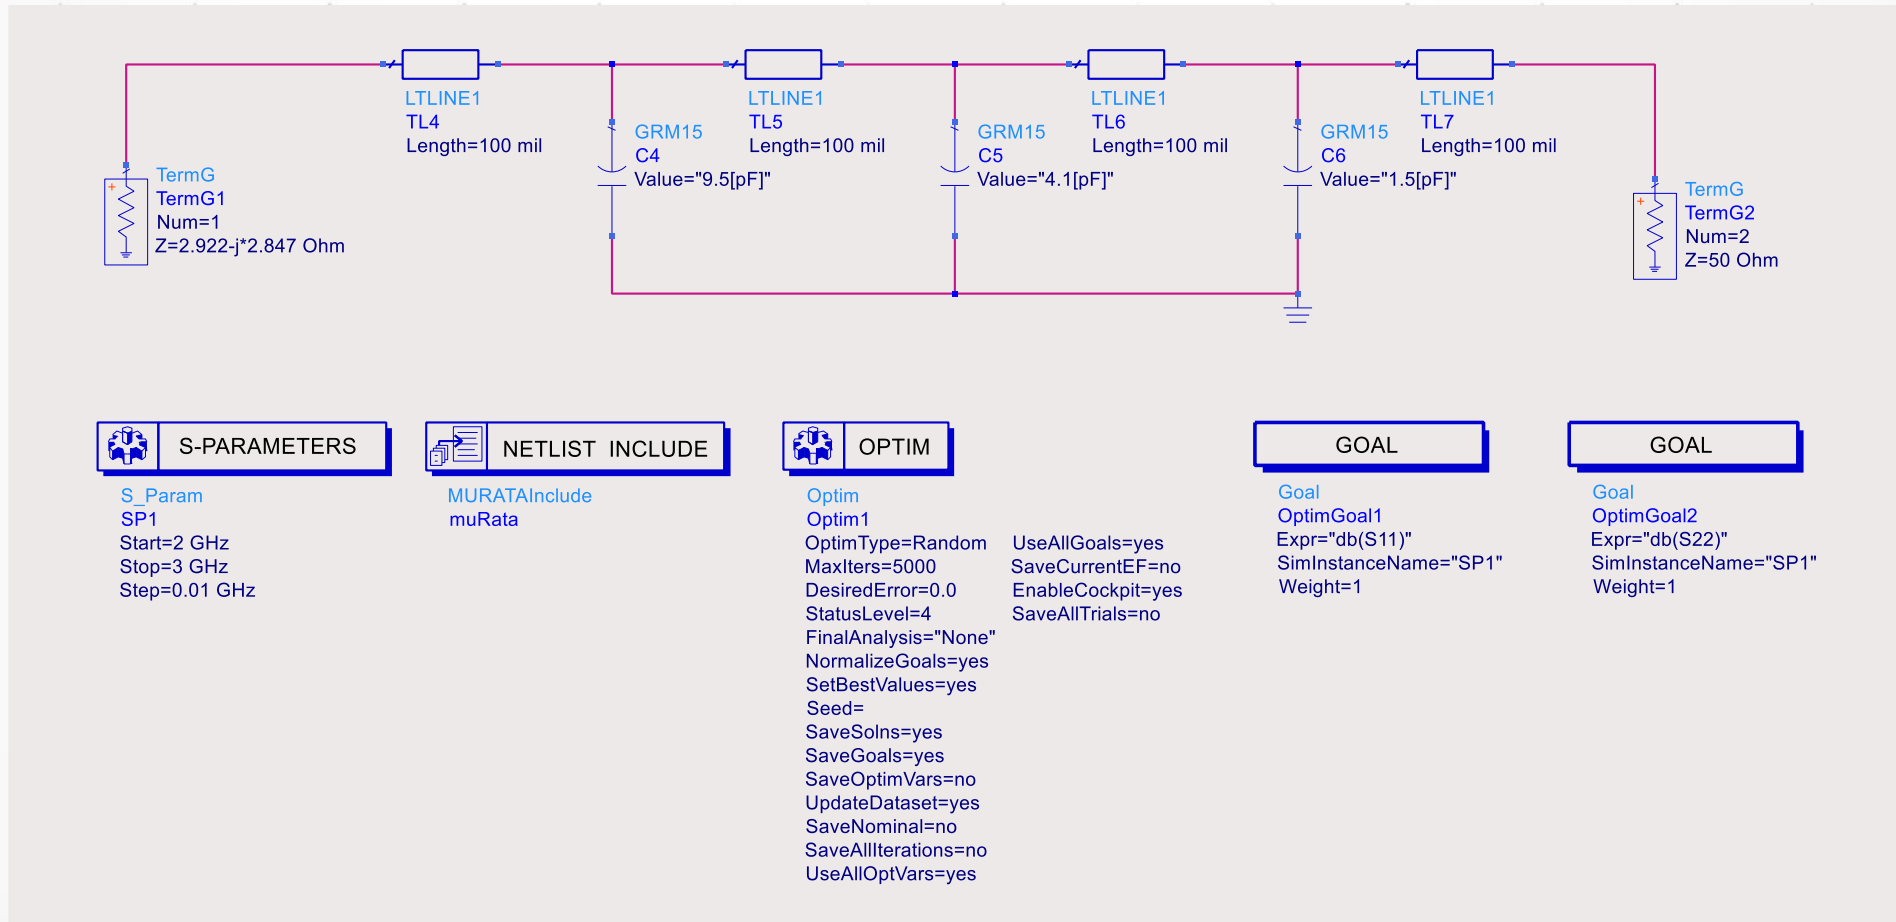 LTLINE1
TL4
Length=100 mil
LTLINE1
TL5
Length=100 mil
LTLINE1
TL6
Length=100 mil
LTLINE1
TL7
Length=100 mil
GRM15
C4
Value="9.5[pF]"
GRM15
C5
Value="4.1[pF]"
GRM15
C6
Value="1.5[pF]"
+
TermG
TermG1
Num=1
Z=2.922-j*2.847 Ohm
+
TermG
TermG2
Num=2
Z=50 Ohm
S-PARAMETERS
S_Param
SP1
Start=2 GHz
Stop=3 GHz
Step=0.01 GHz
NETLIST INCLUDE
MURATAInclude
muRata
OPTIM
Optim
Optim1
OptimType=Random
MaxIters=5000
DesiredError=0.0
StatusLevel=4
FinalAnalysis="None"
NormalizeGoals=yes
SetBestValues=yes
Seed=
SaveSolns=yes
SaveGoals=yes
SaveOptimVars=no
UpdateDataset=yes
SaveNominal=no
SaveAllIterations=no
UseAllOptVars=yes
UseAllGoals=yes
SaveCurrentEF=no
EnableCockpit=yes
SaveAllTrials=no
GOAL
Goal
OptimGoal1
Expr="db(S11)"
SimInstanceName="SP1"
Weight=1
GOAL
Goal
OptimGoal2
Expr="db(S22)"
SimInstanceName="SP1"
Weight=1